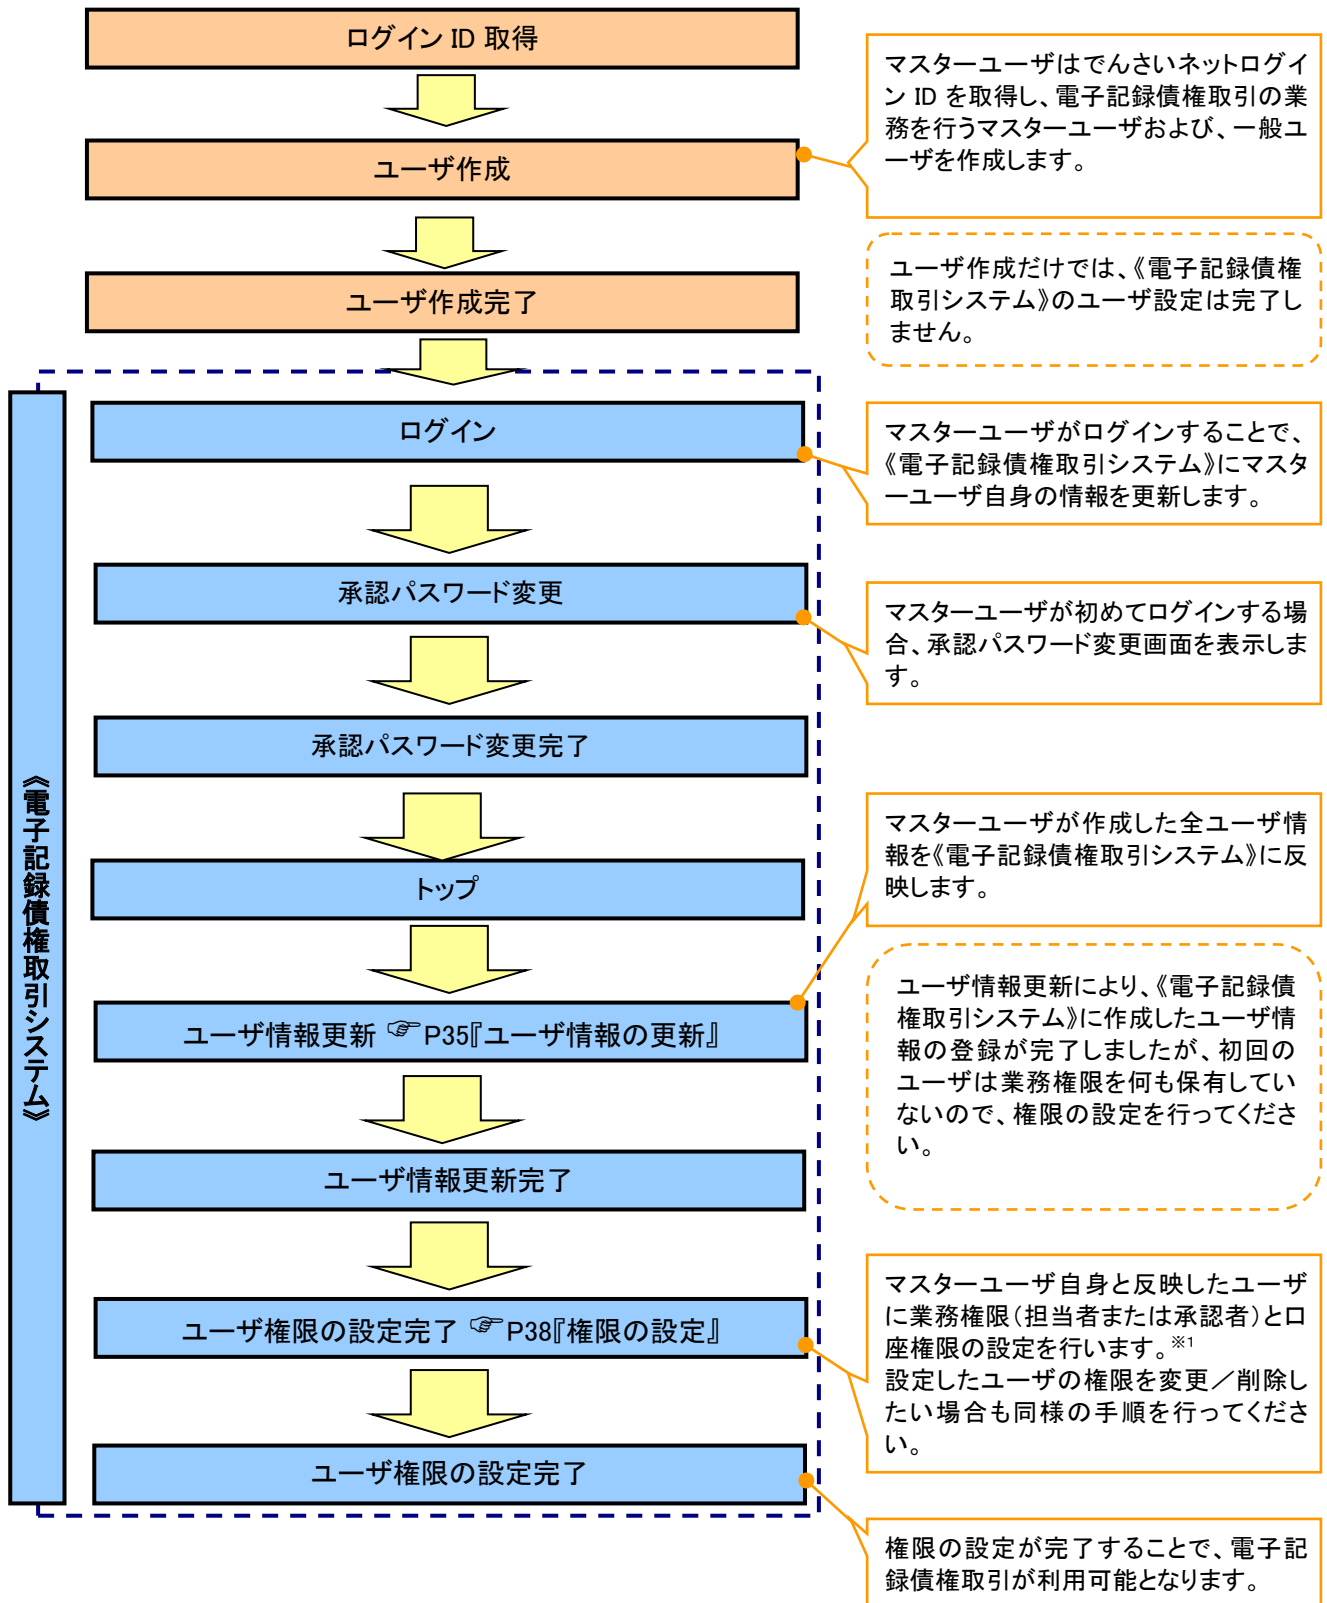 ログイン ID 取得
マスターユーザはでんさいネットログイ
ン ID を取得し、電子記録債権取引の業
務を行うマスターユーザおよび、一般ユ
ーザを作成します。
ユーザ作成
ユーザ作成だけでは、《電子記録債権
取引システム》のユーザ設定は完了し
ません。
ユーザ作成完了
《電子記録債権取引システム》
ログイン
マスターユーザがログインすることで、
《電子記録債権取引システム》にマスタ
ーユーザ自身の情報を更新します。
承認パスワード変更
マスターユーザが初めてログインする場
合、承認パスワード変更画面を表示しま
す。
承認パスワード変更完了
トップ
マスターユーザが作成した全ユーザ情
報を《電子記録債権取引システム》に反
映します。
ユーザ情報更新 ☞P35『ユーザ情報の更新』
ユーザ情報更新により、《電子記録債
権取引システム》に作成したユーザ情
報の登録が完了しましたが、初回の
ユーザは業務権限を何も保有してい
ないので、権限の設定を行ってくださ
い。
ユーザ情報更新完了
ユーザ権限の設定完了 ☞P38『権限の設定』
マスターユーザ自身と反映したユーザ
に業務権限(担当者または承認者)と口
座権限の設定を行います。※1
設定したユーザの権限を変更／削除し
たい場合も同様の手順を行ってくださ
い。
ユーザ権限の設定完了
権限の設定が完了することで、電子記
録債権取引が利用可能となります。